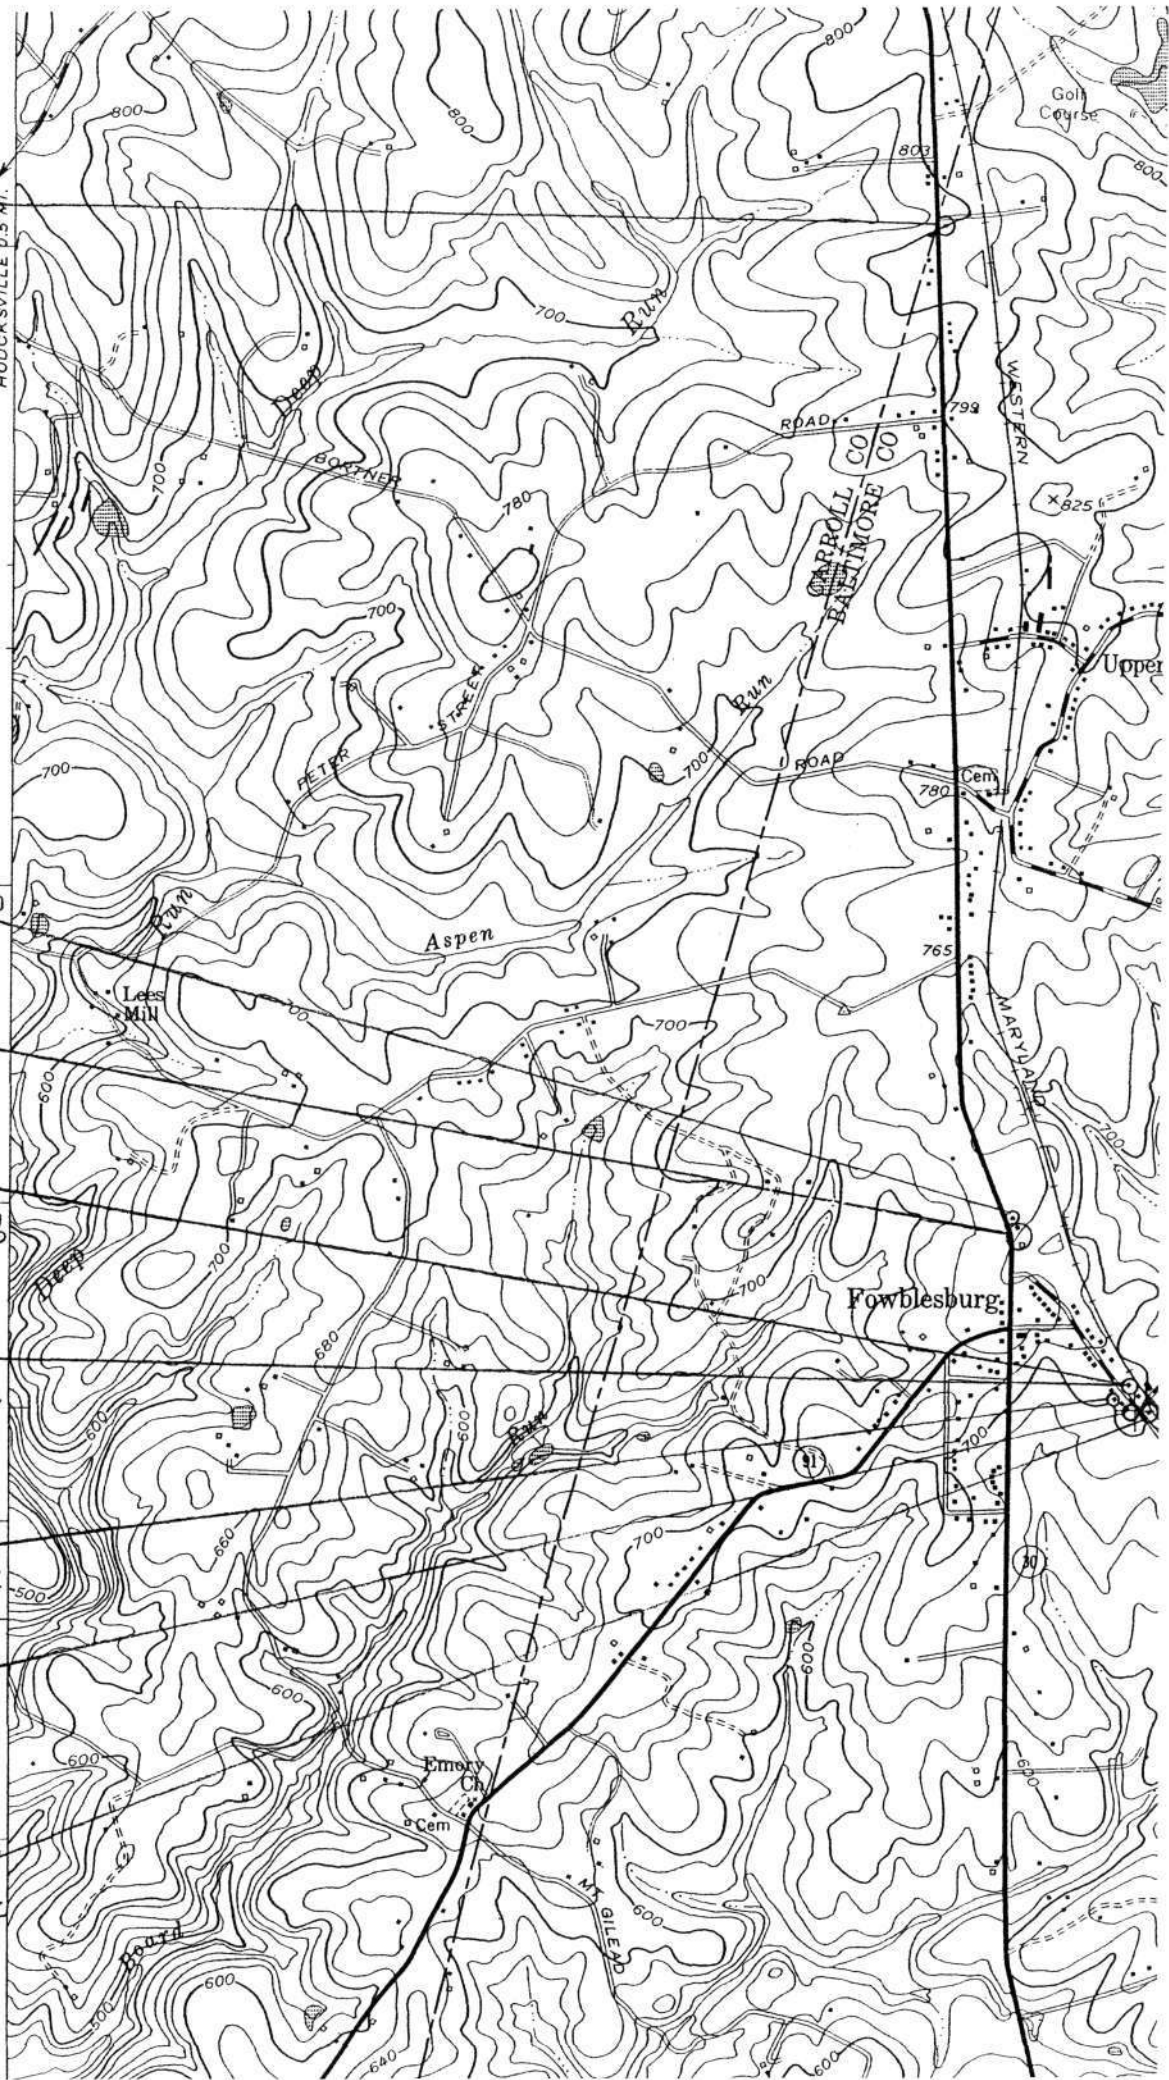 800
Golf
Course
800
800
803
800
HOUCKSVILLE 0.5 MI.
Run
700
WESTERN
Deep
799
ROAD
BORTNER
CARROLL CO
BALTIMORE CO
700
780
825
700
Upper
Run
STREET
PETER
700
700
ROAD
Cem
780
Run
Aspen
765
Lees
Mill
700
700
MARYLAND
600
700
Deep
700
700
Fowblesburg
680
600
Run
600
700
91
660
700
30
500
600
600
600
Emory
Ch
600
Cem
MT
GILEAD
600
Board
600
500
640
600